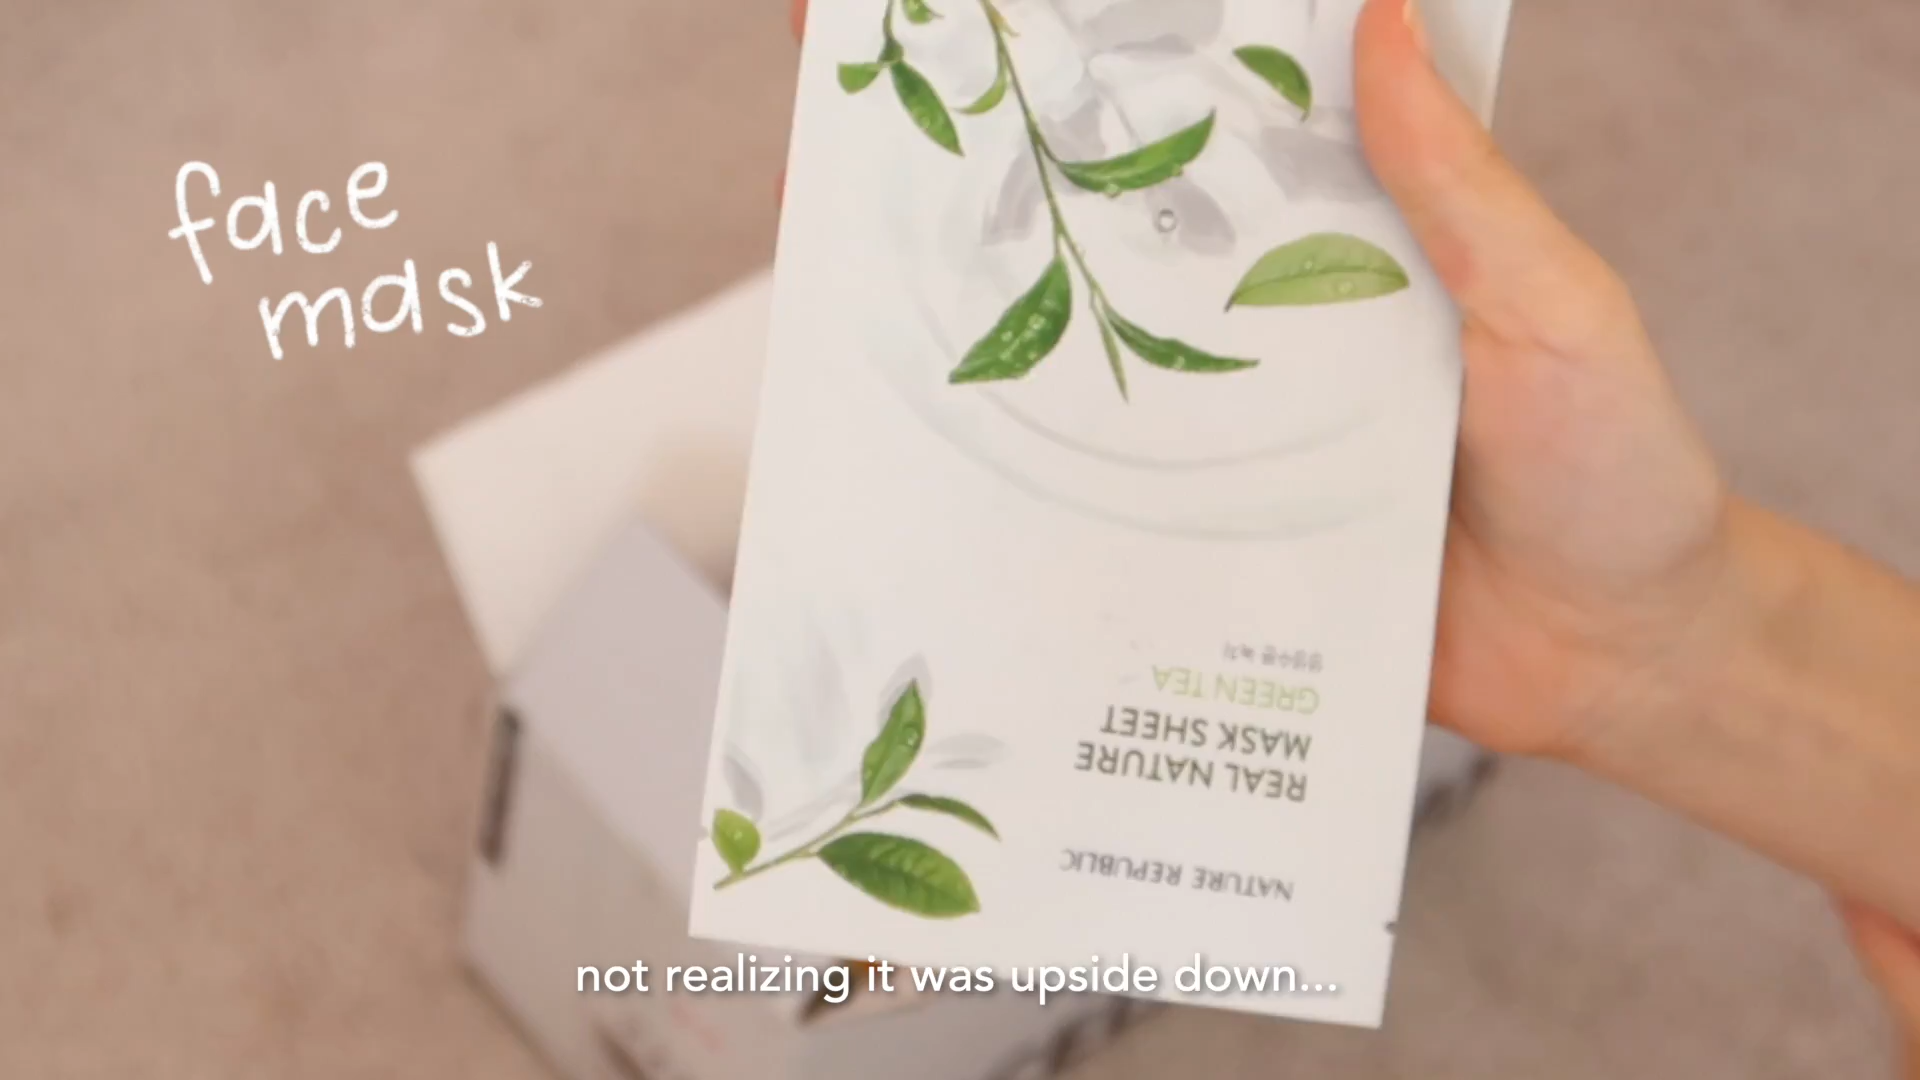 face
mask
NATURE REPUBLIC
REAL NATURE
MASK SHEET
GREEN TEA
not realizing it was upside down...